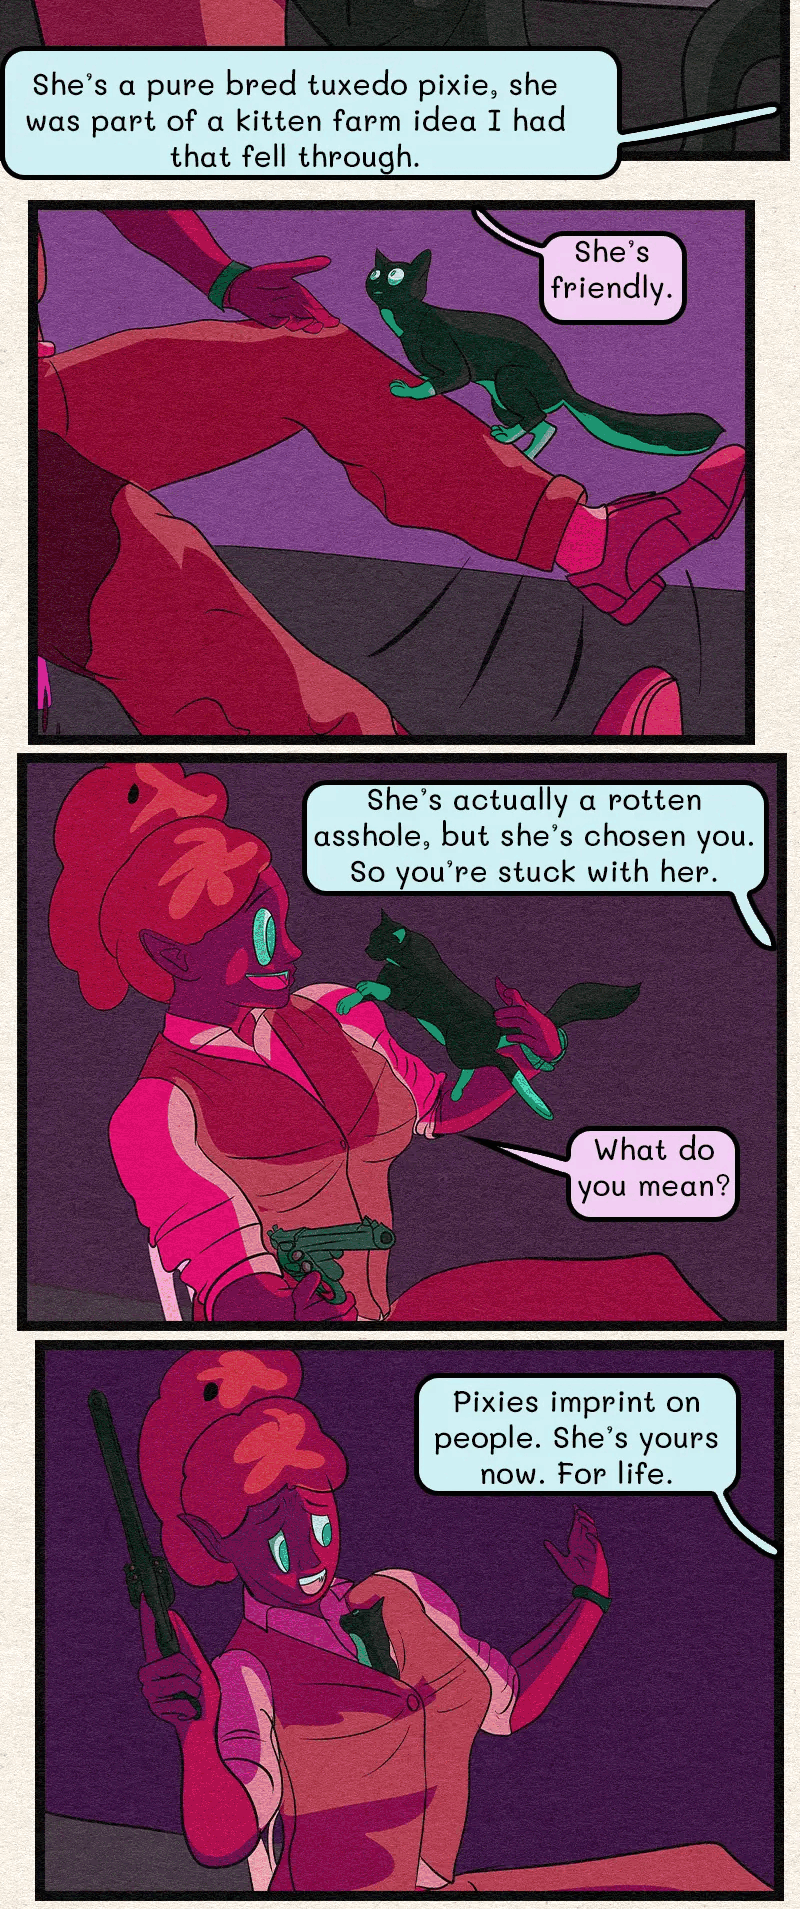 She's a pure bred tuxedo pixie, she
was part of a kitten farm idea I had
that fell through.
She's
friendly.
She's actually a rotten
asshole, but she's chosen you.
So you're stuck with her.
What do
you mean?
Pixies imprint on
people. She's yours
now. For life.